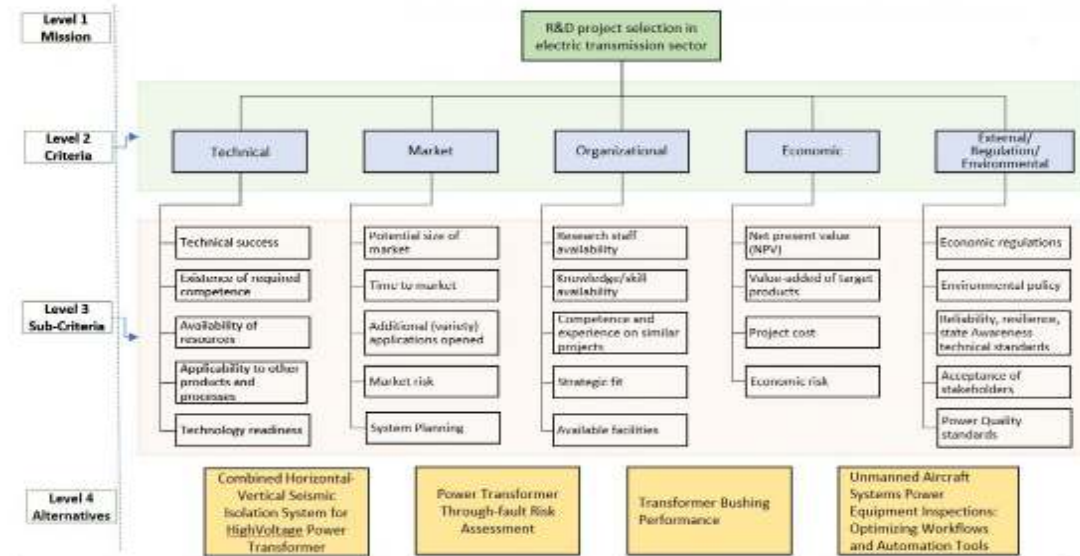 Level 1
Mission
R&D project selection in
electric transmission sector
Level 2
Criteria
Technical
Market
Organizational
Economic
External/
Regulation/
Environmental
Level 3
Sub-Criteria
Technical success
Existence of required
competence
Availability of
resources
Applicability to other
products and
processes
Technology readiness
Potential size of
market
Time to market
Additional (variety)
applications opened
Market risk
System Planning
Research staff
availability
Knowledge/skill
availability
Competence and
experience on similar
projects
Strategic fit
Available facilities
Net present value
(NPV)
Value-added of target
products
Project cost
Economic risk
Economic regulations
Environmental policy
Reliability, resilience,
state Awareness
technical standards
Acceptance of
stakeholders
Power Quality
standards
Level 4
Alternatives
Combined Horizontal-
Vertical Seismic
Isolation System for
HighVoltage Power
Transformer
Power Transformer
Through-fault Risk
Assessment
Transformer Bushing
Performance
Unmanned Aircraft
Systems Power
Equipment Inspections:
Optimizing Workflows
and Automation Tools